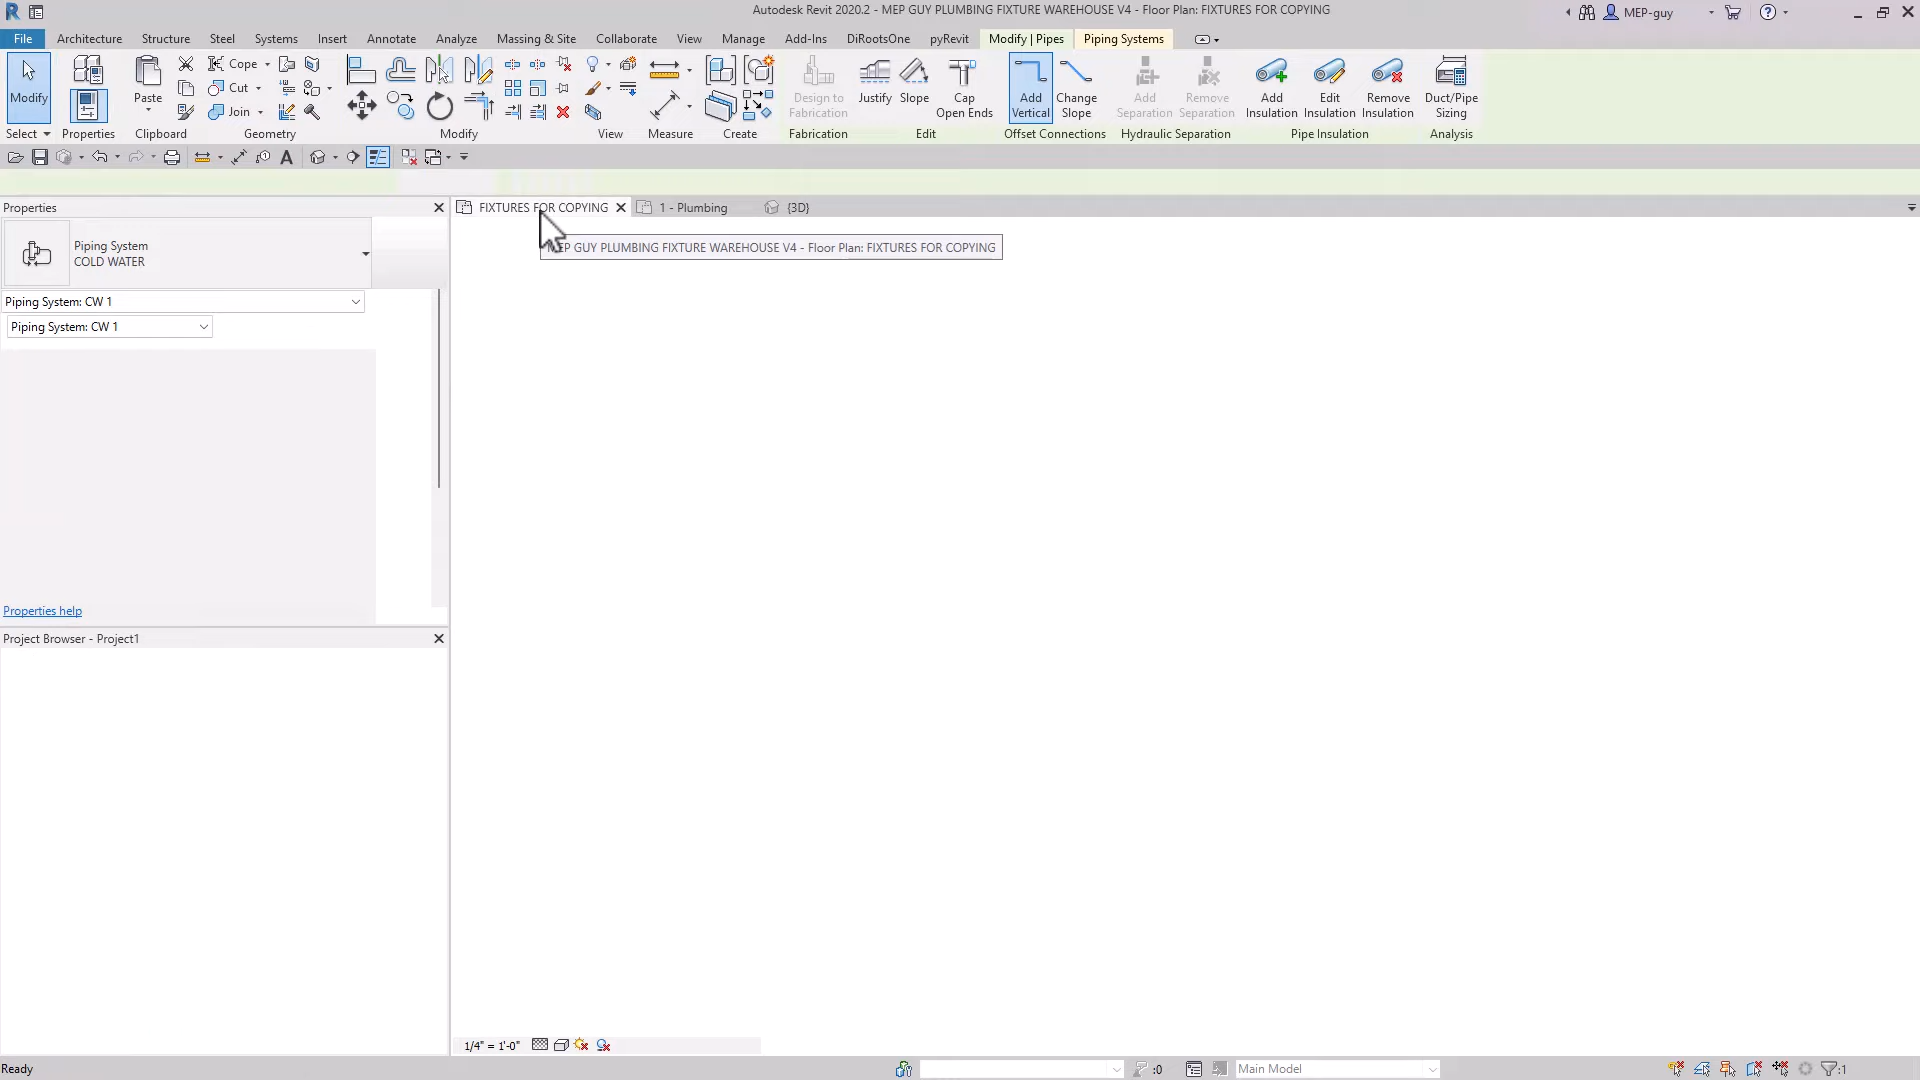 Autodesk Revit 2020.2 - MEP GUY PLUMBING FIXTURE WAREHOUSE V4 - Floor Plan: FIXTURES FOR COPYING
MEP-guy
File Architecture Structure Steel Systems Insert Annotate Analyze Massing & Site Collaborate View Manage Add-Ins DiRootsOne pyRevit Modify | Pipes Piping Systems
Modify
Paste
Cope
Cut
Join
Design to Fabrication
Justify
Slope
Cap Open Ends
Add Vertical
Change Slope
Add Separation
Remove Separation
Add Insulation
Edit Insulation
Remove Insulation
Duct/Pipe Sizing
Select Properties Clipboard Geometry Modify View Measure Create Fabrication Edit Offset Connections Hydraulic Separation Pipe Insulation Analysis
Properties
FIXTURES FOR COPYING
1 - Plumbing
{3D}
MEP GUY PLUMBING FIXTURE WAREHOUSE V4 - Floor Plan: FIXTURES FOR COPYING
Piping System
COLD WATER
Piping System: CW 1
Piping System: CW 1
Properties help
Project Browser - Project1
1/4" = 1'-0"
Ready
:0
Main Model
:1